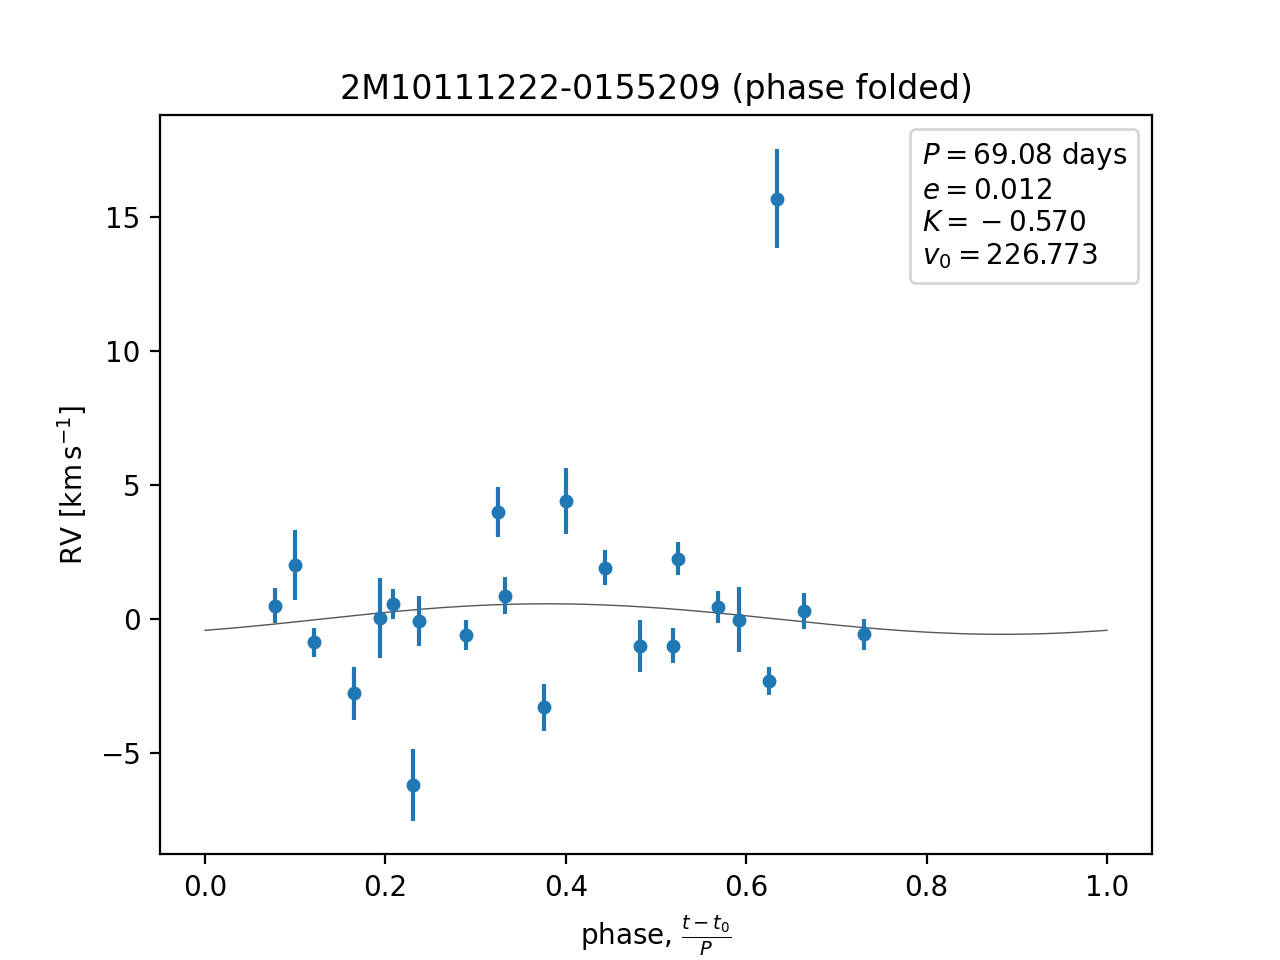 2M10111222-0155209 (phase folded)
P = 69.08 days
e = 0.012
K = −0.570
v₀ = 226.773
15
10
5
0
−5
RV [km s⁻¹]
0.0 0.2 0.4 0.6 0.8 1.0
phase, (t − t₀)/P